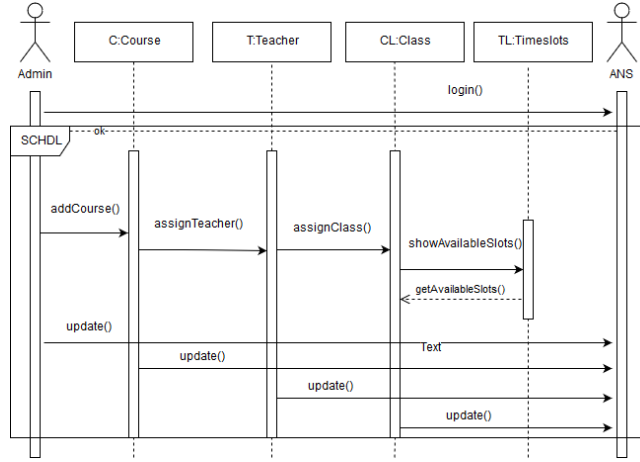 C:Course
T:Teacher
CL:Class
TL:Timeslots
Admin
ANS
login()
ok
SCHDL
addCourse()
assignTeacher()
assignClass()
showAvailableSlots()
getAvailableSlots()
update()
Text
update()
update()
update()